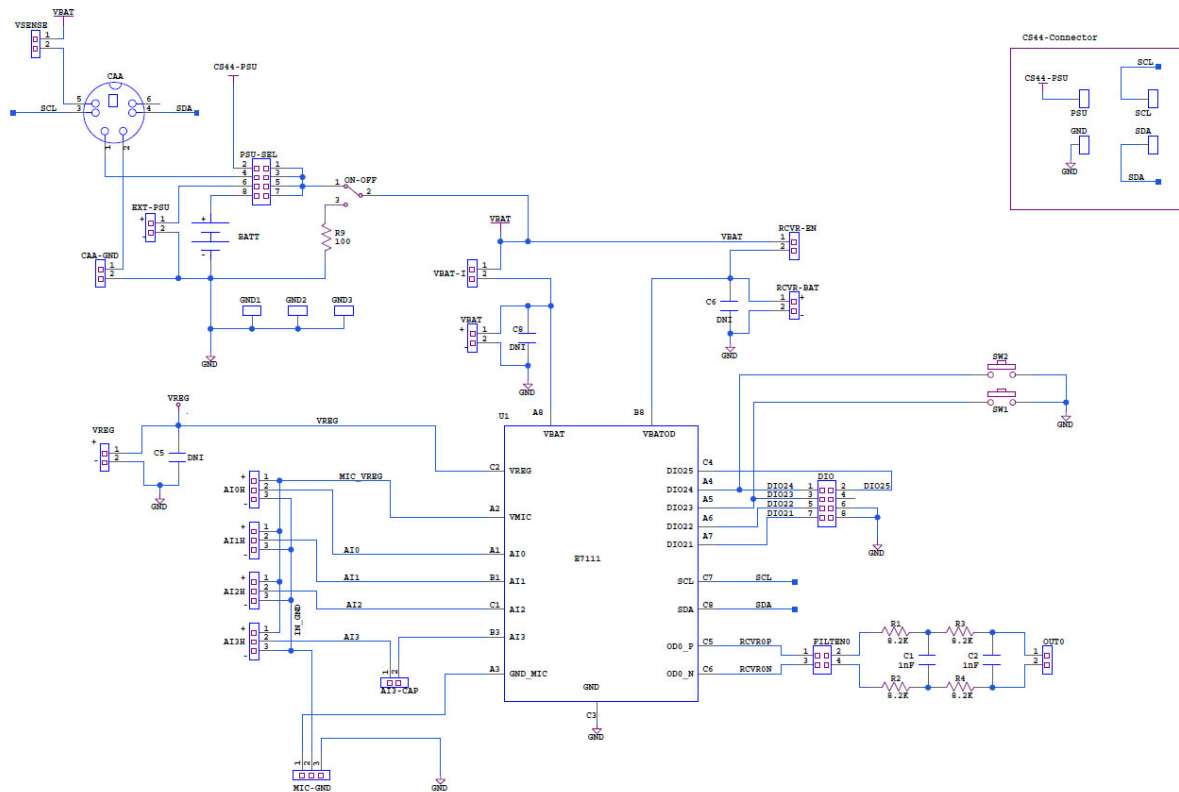 VBAT
VSENSE
1
2
CAA
5
6
SCL
3
4
SDA
1
2
CS44-PSU
PSU-SEL
2
1
4
3
6
5
8
7
ON-OFF
1
2
3
R9
100
EXT-PSU
+
1
2
-
+
-
BATT
CAA-GND
1
2
GND1
GND2
GND3
GND
VBAT
VBAT-I
1
2
VBAT
+
1
2
-
C8
DNI
GND
VBAT
RCVR-EN
1
2
C6
DNI
RCVR-BAT
1
+
2
-
GND
CS44-Connector
CS44-PSU
PSU
SCL
SCL
GND
GND
SDA
SDA
SW2
SW1
GND
VREG
VREG
VREG
+
1
2
-
C5
DNI
GND
U1
A8
B8
VBAT
VBATOD
C2
VREG
A2
VMIC
A1
AI0
B1
AI1
C1
AI2
B3
AI3
A3
GND_MIC
E7111
GND
C3
GND
C4
DIO25
A4
DIO24
A5
DIO23
A6
DIO22
A7
DIO21
C7
SCL
SCL
C8
SDA
SDA
C5
OD0_P
RCVR0P
C6
OD0_N
RCVR0N
DIO
DIO24
1
2
DIO25
DIO23
3
4
DIO22
5
6
DIO21
7
8
GND
MIC_VREG
+
1
AI0H
2
3
-
AI0
+
1
AI1H
2
3
-
AI1
+
1
AI2H
2
3
-
AI2
IN_GND
+
1
AI3H
2
3
-
AI3
1
2
AI3-CAP
1
2
3
MIC-GND
GND
FILTEN0
1
2
3
4
R1
8.2K
R3
8.2K
C1
1nF
C2
1nF
R2
8.2K
R4
8.2K
OUT0
1
2